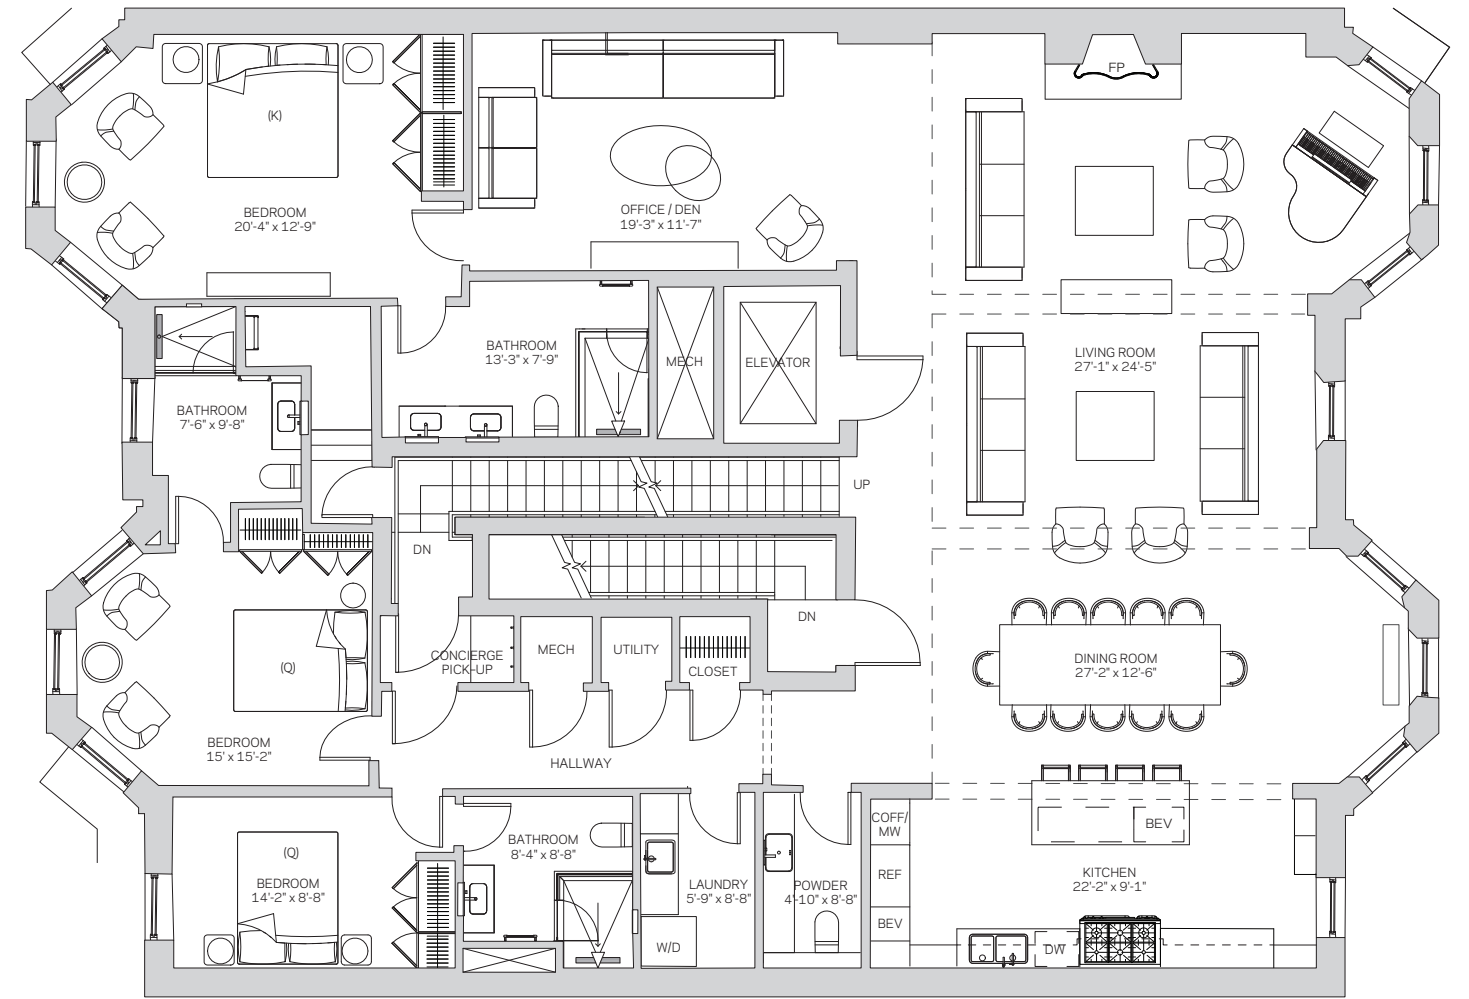 FP
(K)
BEDROOM
20'-4" x 12'-9"
OFFICE / DEN
19'-3" x 11'-7"
BATHROOM
13'-3" x 7'-9"
MECH
ELEVATOR
LIVING ROOM
27'-1" x 24'-5"
BATHROOM
7'-6" x 9'-8"
UP
DN
DN
CONCIERGE
PICK-UP
MECH
UTILITY
CLOSET
(Q)
DINING ROOM
27'-2" x 12'-6"
BEDROOM
15' x 15'-2"
HALLWAY
COFF/
MW
BEV
BATHROOM
8'-4" x 8'-8"
(Q)
BEDROOM
14'-2" x 8'-8"
LAUNDRY
5'-9" x 8'-8"
POWDER
4'-10" x 8'-8"
REF
KITCHEN
22'-2" x 9'-1"
BEV
W/D
DW